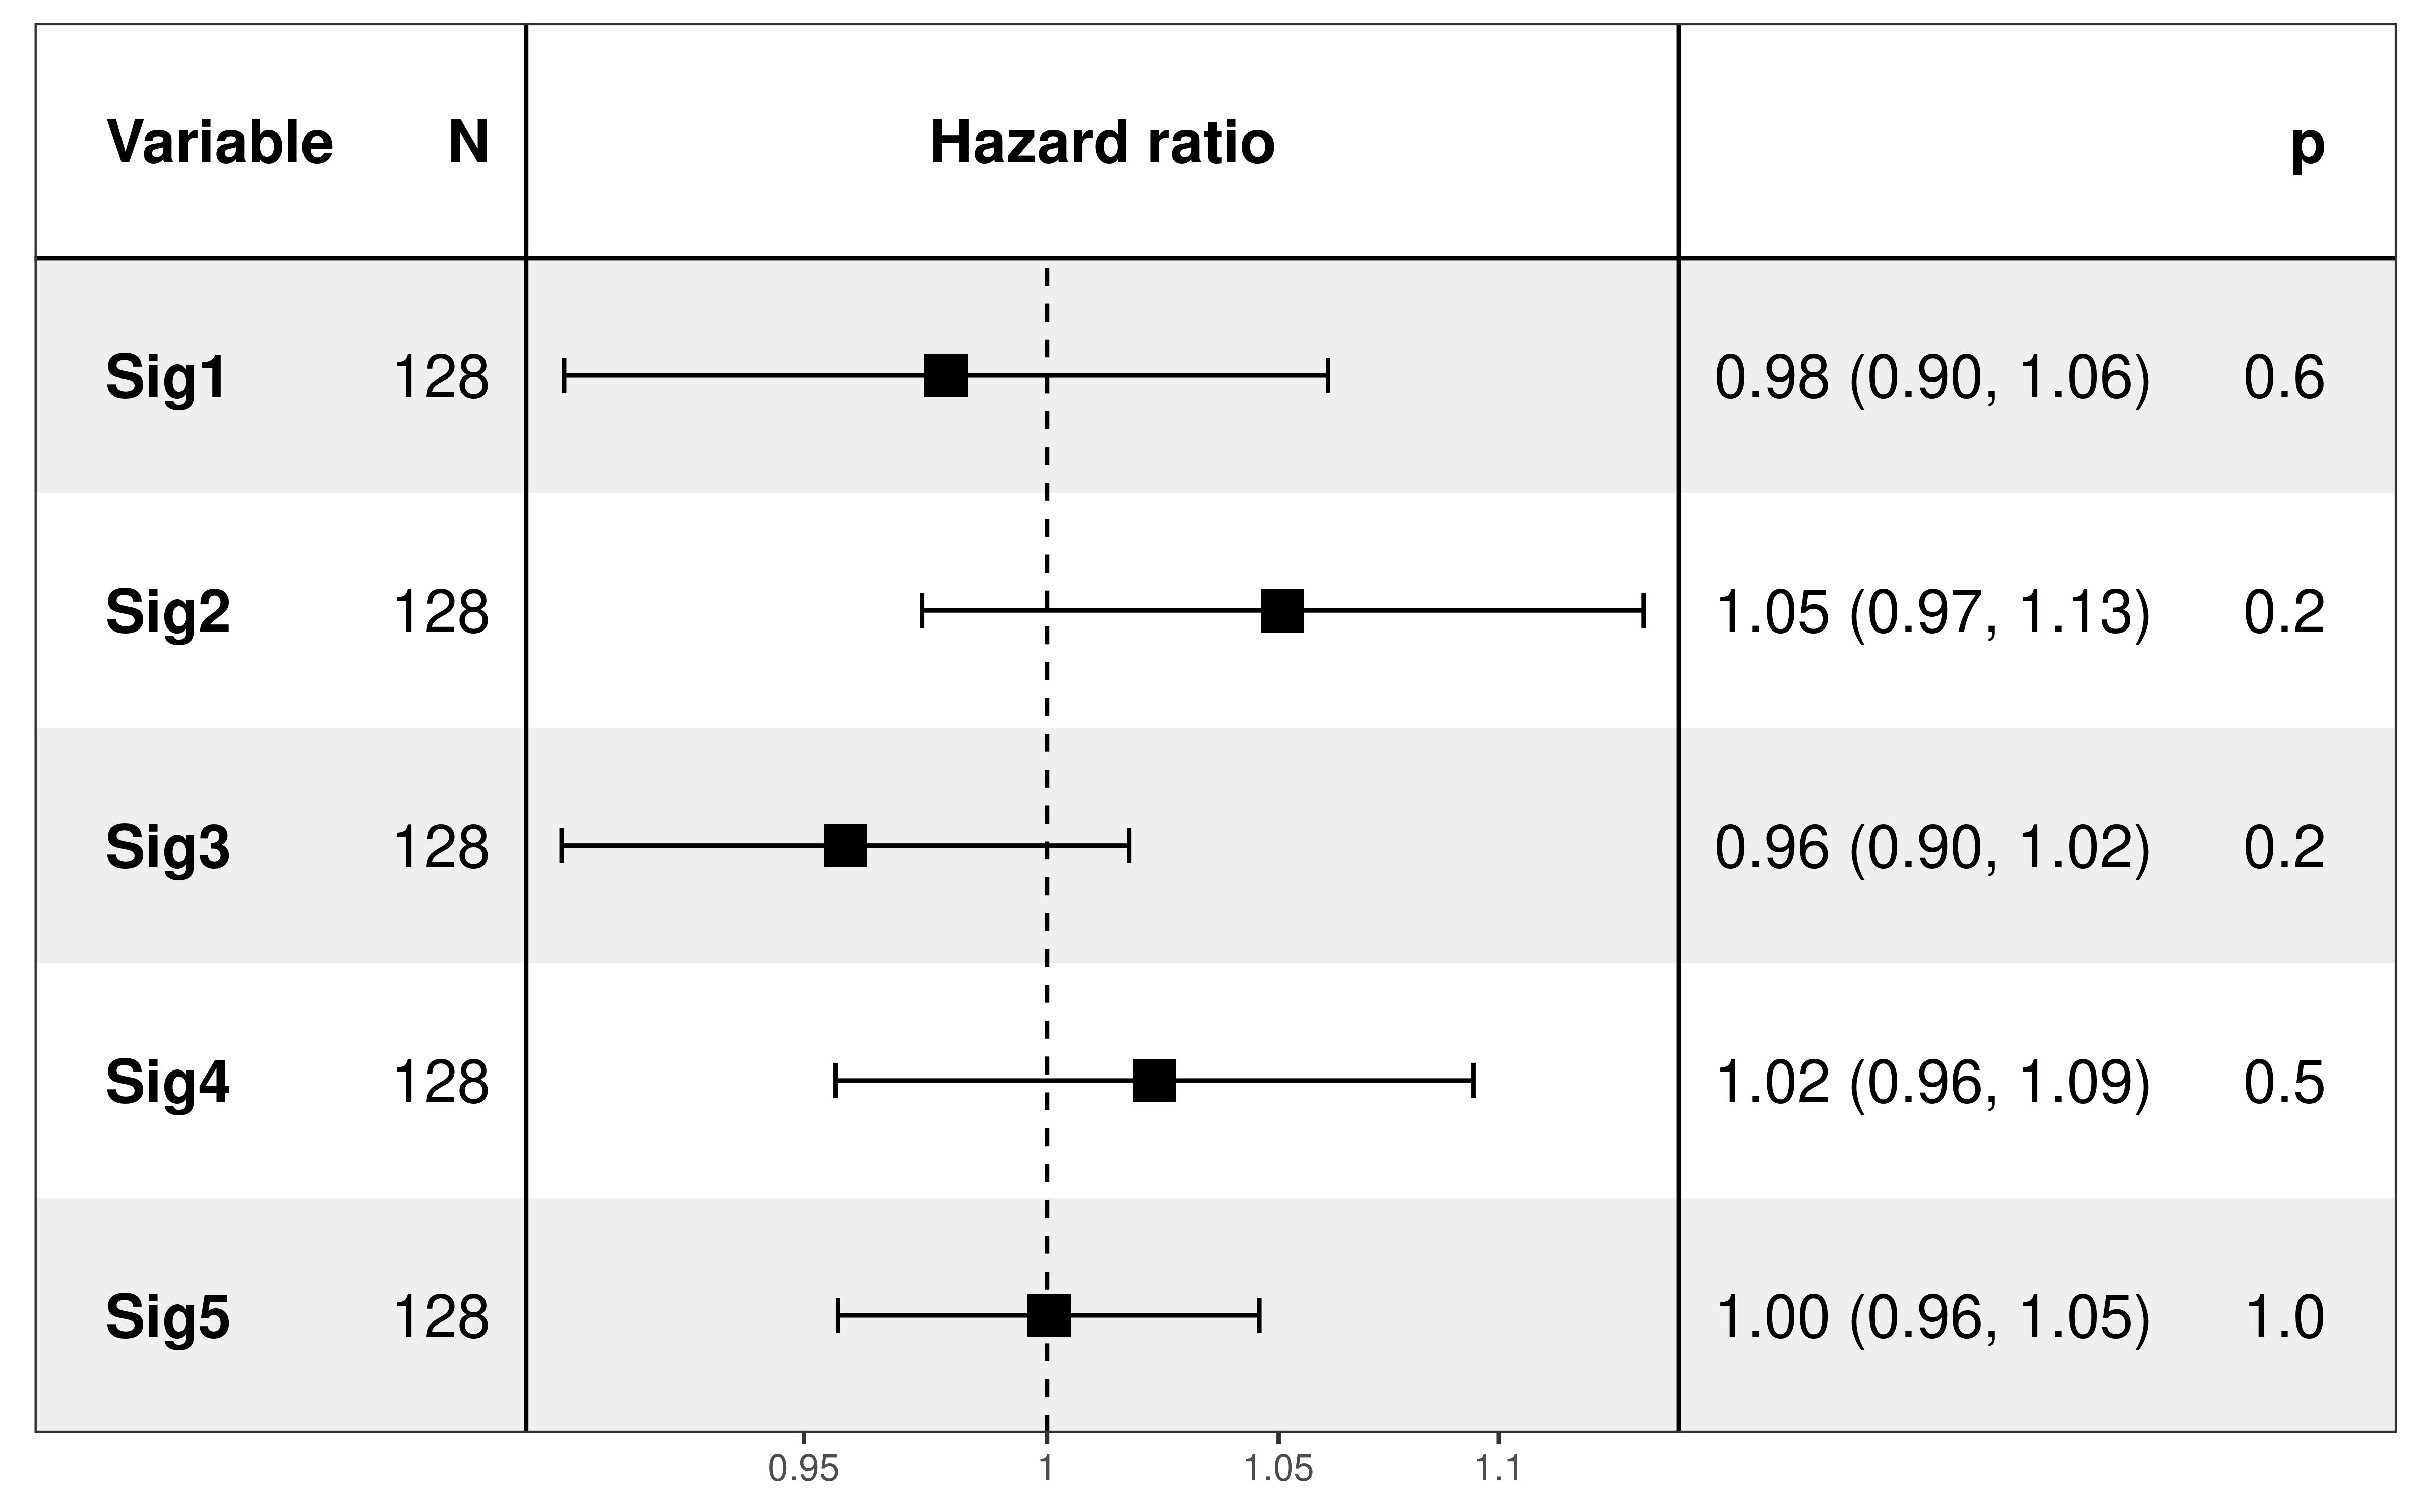 Variable N Hazard ratio p
Sig1 128 0.98 (0.90, 1.06) 0.6
Sig2 128 1.05 (0.97, 1.13) 0.2
Sig3 128 0.96 (0.90, 1.02) 0.2
Sig4 128 1.02 (0.96, 1.09) 0.5
Sig5 128 1.00 (0.96, 1.05) 1.0
0.95 1 1.05 1.1